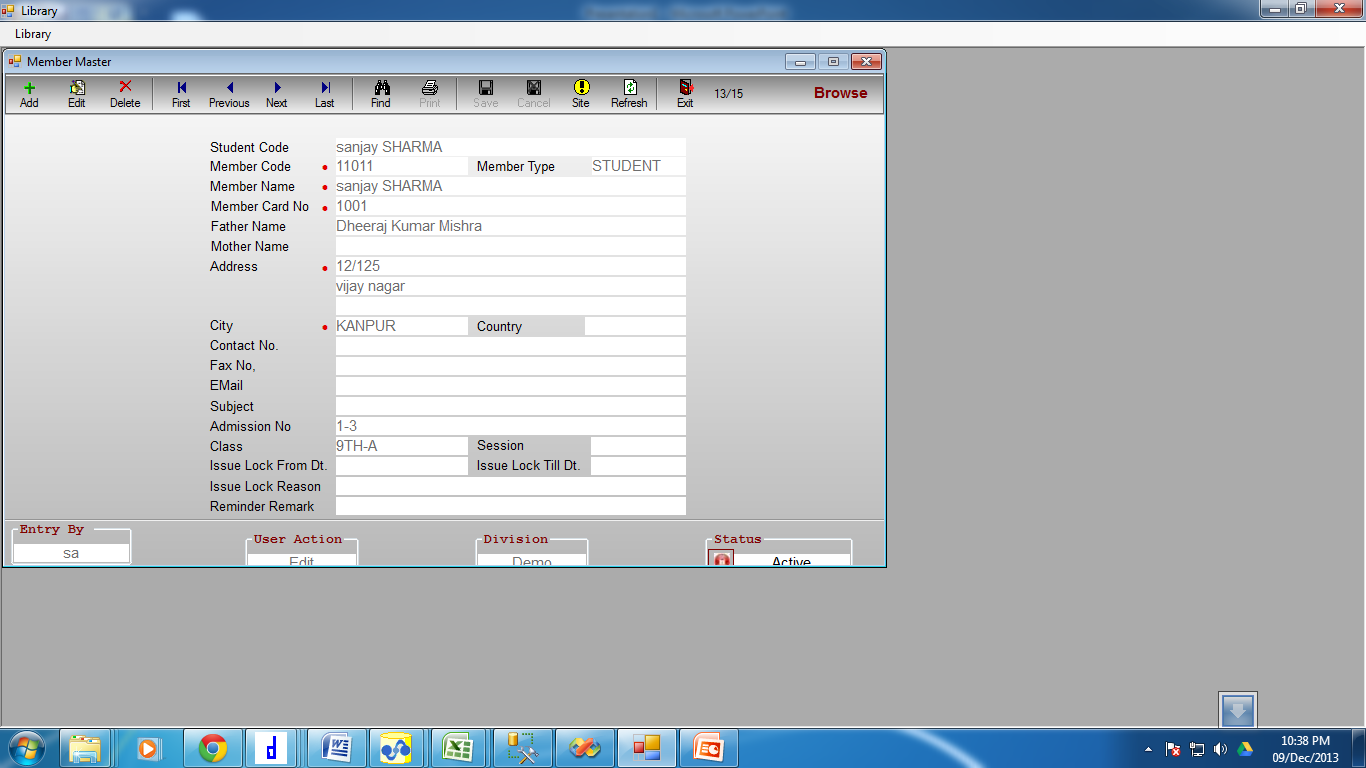 Library
Library
Member Master
Add Edit Delete First Previous Next Last Find Print Save Cancel Site Refresh Exit 13/15 Browse
Student Code sanjay SHARMA
Member Code 11011 Member Type STUDENT
Member Name sanjay SHARMA
Member Card No 1001
Father Name Dheeraj Kumar Mishra
Mother Name
Address 12/125
vijay nagar
City KANPUR Country
Contact No.
Fax No,
EMail
Subject
Admission No 1-3
Class 9TH-A Session
Issue Lock From Dt. Issue Lock Till Dt.
Issue Lock Reason
Reminder Remark
Entry By User Action Division Status
sa Edit Demo Active
10:38 PM
09/Dec/2013